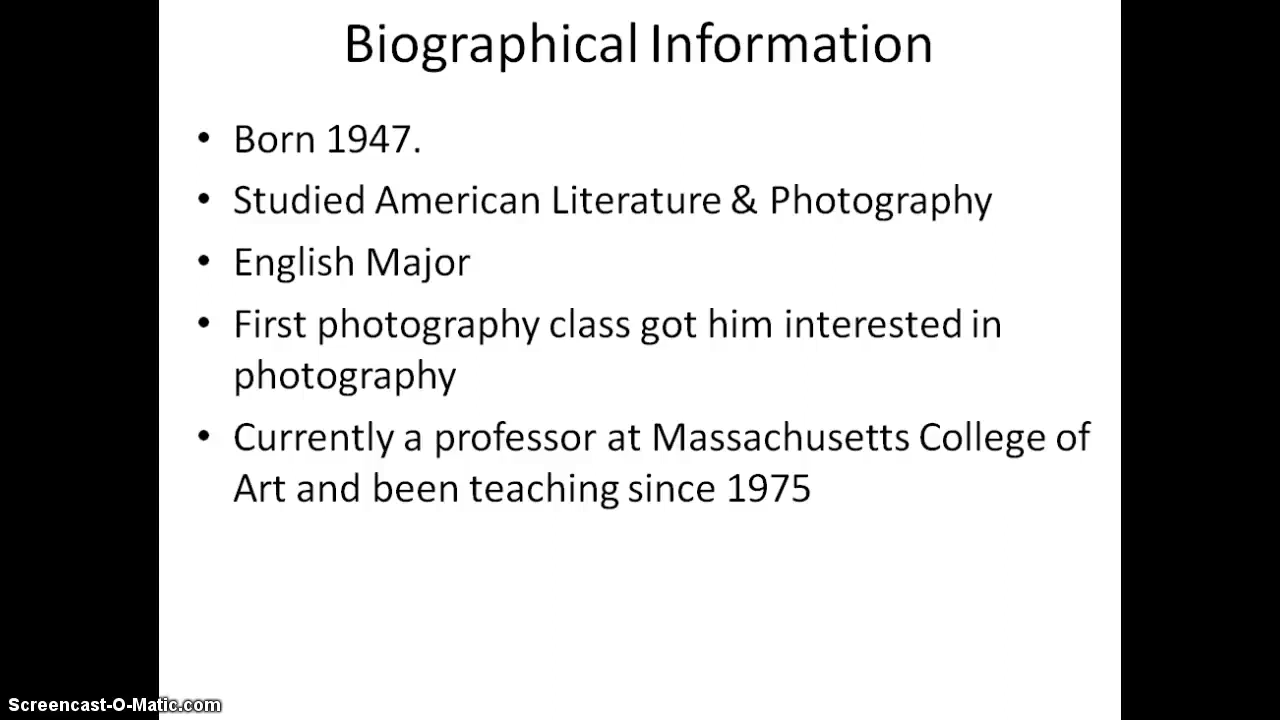 Biographical Information
• Born 1947.
• Studied American Literature & Photography
• English Major
• First photography class got him interested in
photography
• Currently a professor at Massachusetts College of
Art and been teaching since 1975
Screencast-O-Matic.com